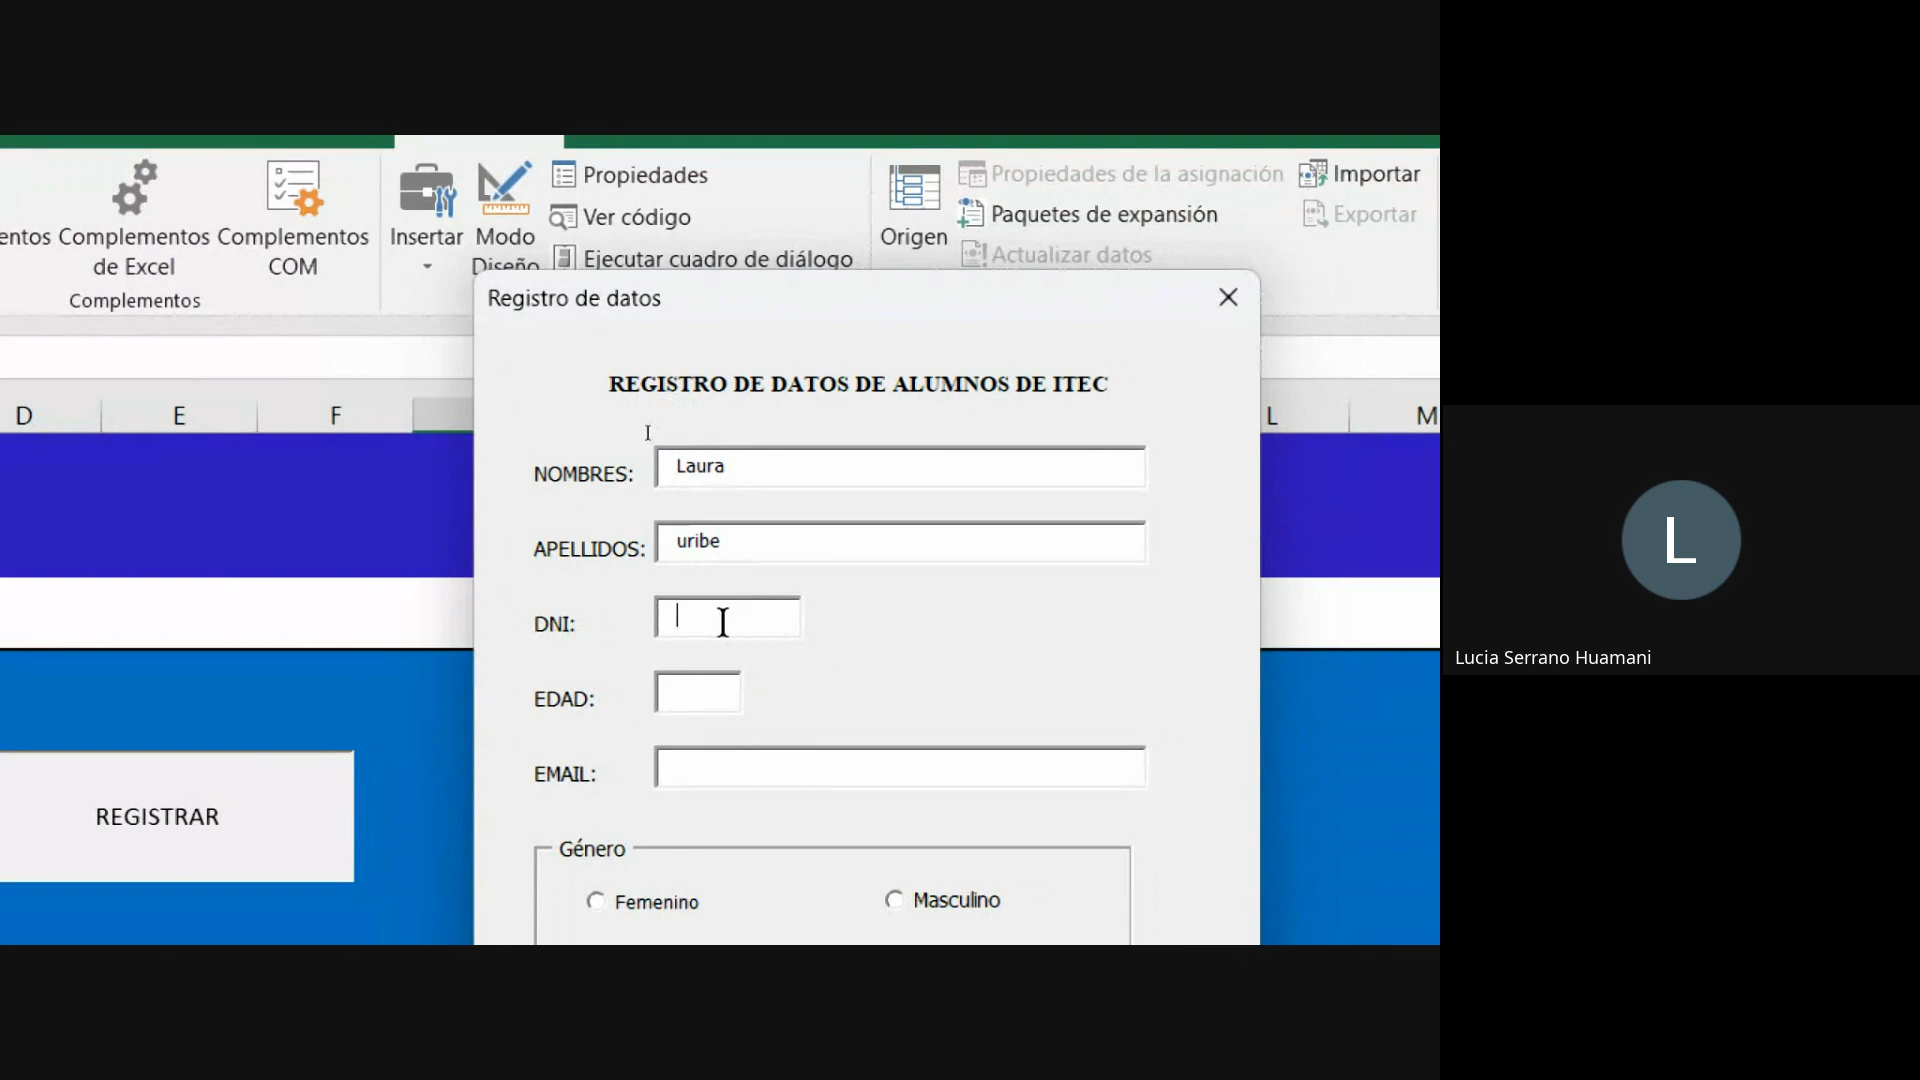 entos
Complementos
de Excel
Complementos
COM
Complementos
Insertar
Modo
Diseño
Propiedades
Ver código
Ejecutar cuadro de diálogo
Origen
Propiedades de la asignación
Paquetes de expansión
Actualizar datos
Importar
Exportar
D E F L M
Registro de datos
REGISTRO DE DATOS DE ALUMNOS DE ITEC
NOMBRES: Laura
APELLIDOS: uribe
DNI:
EDAD:
EMAIL:
Género
Femenino Masculino
REGISTRAR
L
Lucia Serrano Huamani